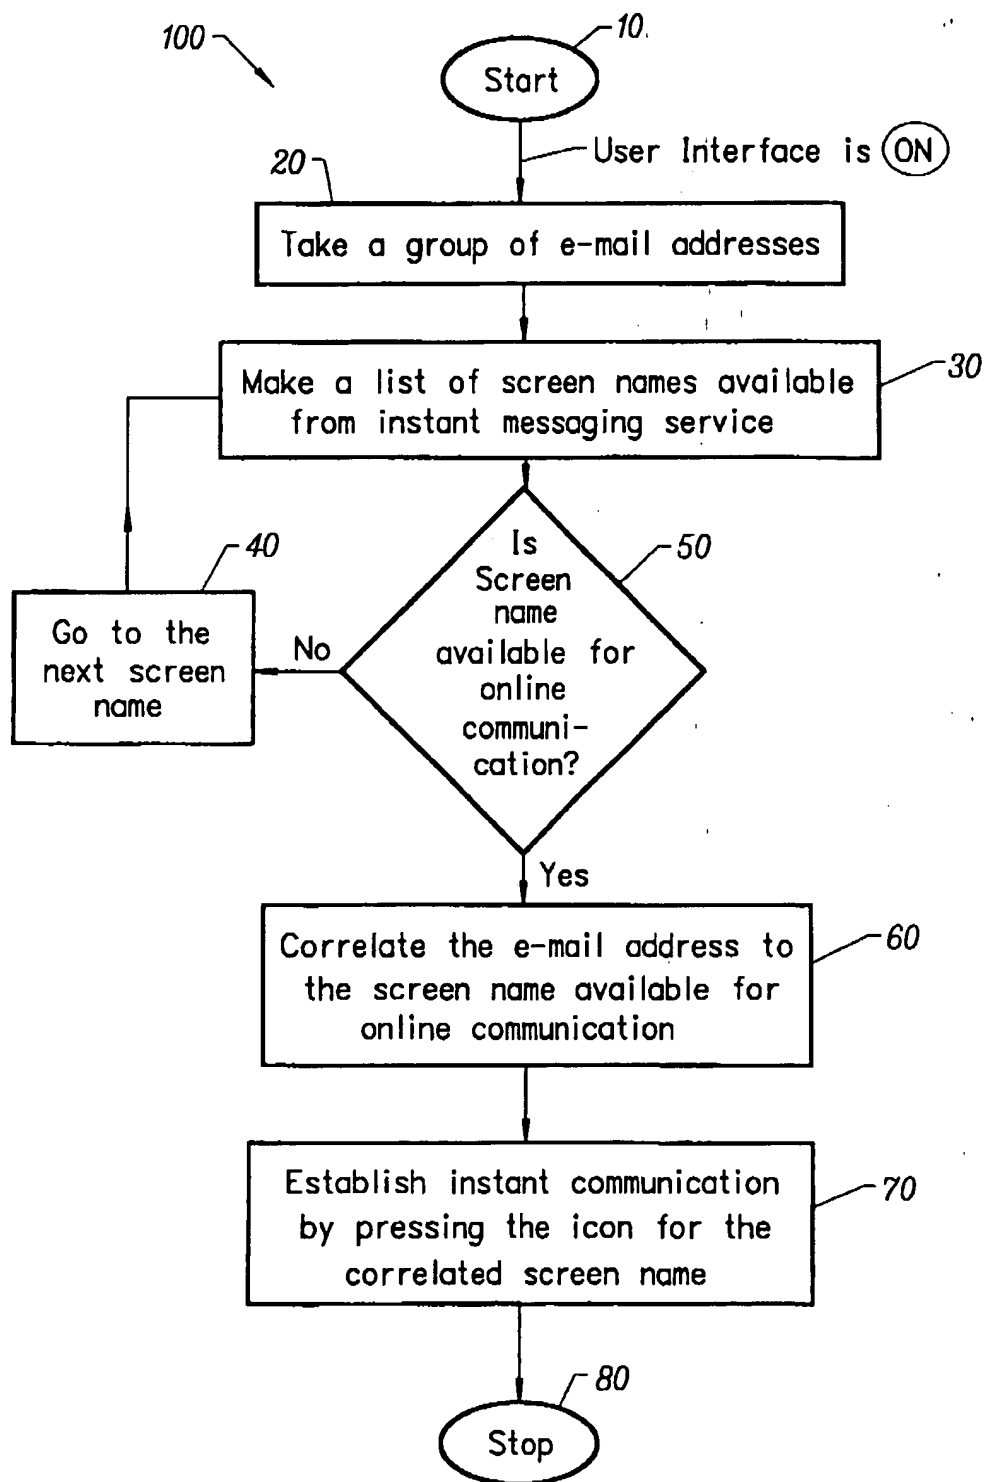 100
10
Start
User Interface is ON
20
Take a group of e-mail addresses
30
Make a list of screen names available
from instant messaging service
40
Go to the
next screen
name
No
50
Is
Screen
name
available for
online
communi-
cation?
Yes
60
Correlate the e-mail address to
the screen name available for
online communication
70
Establish instant communication
by pressing the icon for the
correlated screen name
80
Stop